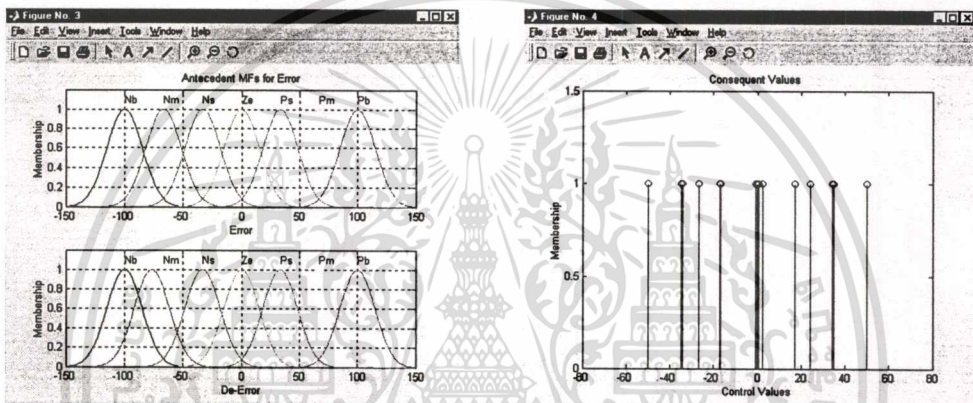 Figure No. 3
File Edit View Insert Tools Window Help
Antecedent MFs for Error
Nb Nm Ns Ze Ps Pm Pb
1
0.8
0.6
0.4
0.2
0
Membership
-150 -100 -50 0 50 100 150
Error
Nb Nm Ns Ze Ps Pm Pb
1
0.8
0.6
0.4
0.2
0
Membership
-150 -100 -50 0 50 100 150
De-Error
Figure No. 4
File Edit View Insert Tools Window Help
Consequent Values
1.5
1
0.5
0
Membership
-80 -60 -40 -20 0 20 40 60 80
Control Values